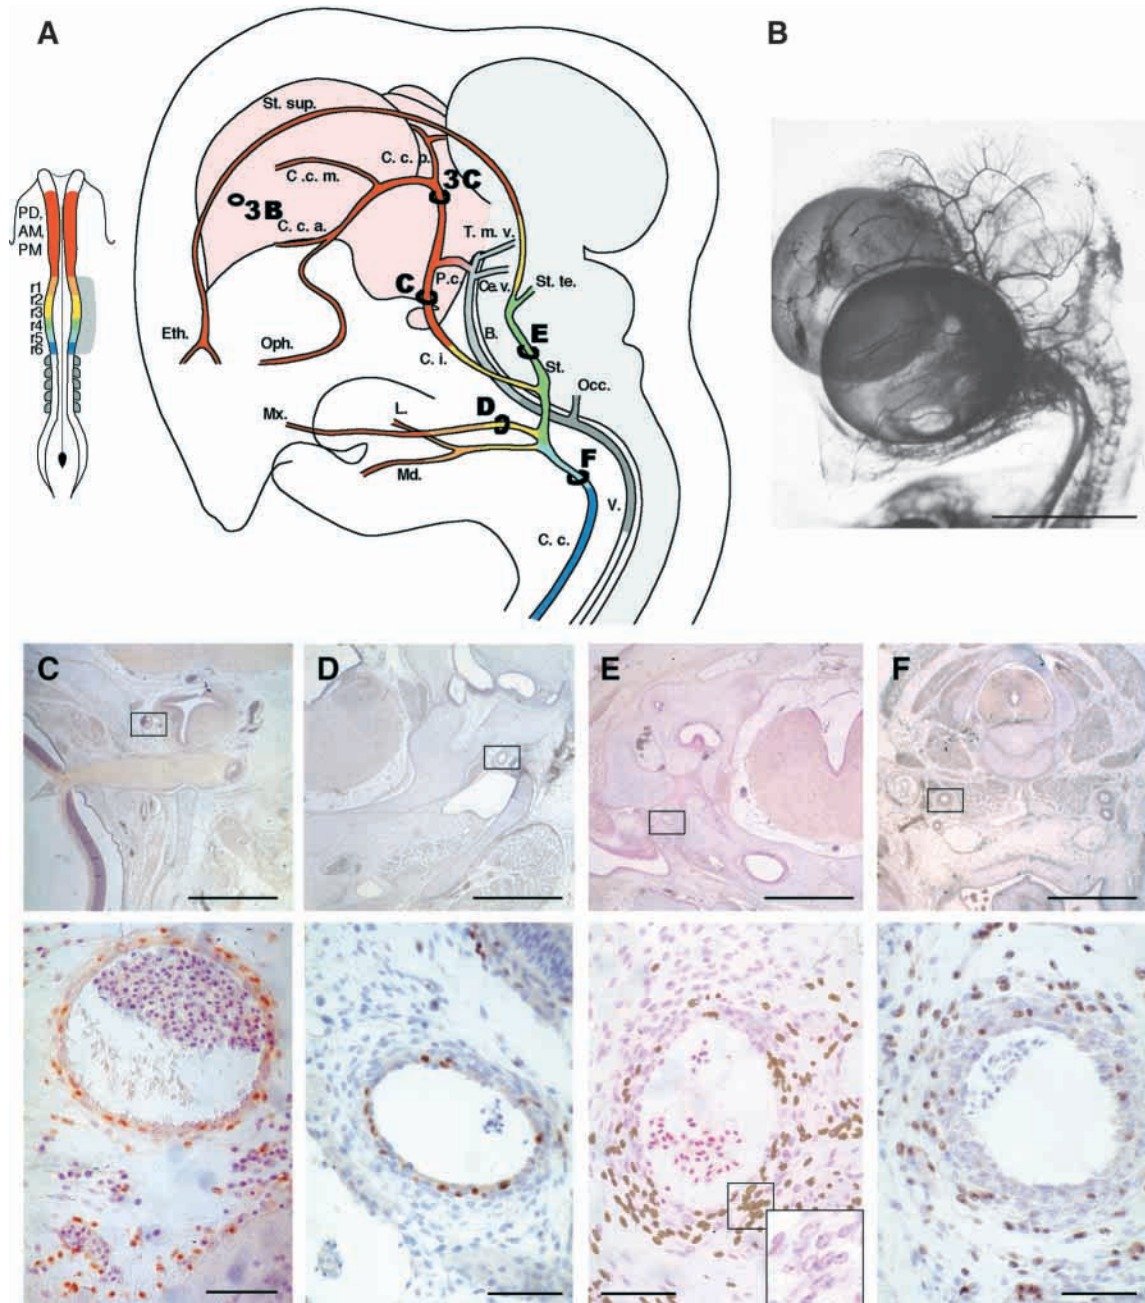 A
B
St. sup.
C. c. p.
C .c. m.
3C
3B
PD,
AM,
PM
C. c. a.
T. m. v.
P.c.
Ce. v.
C
St. te.
r1
r2
r3
r4
r5
r6
Eth.
Oph.
B.
E
C. i.
St.
Occ.
L.
D
Mx.
F
Md.
V.
C. c.
C
D
E
F